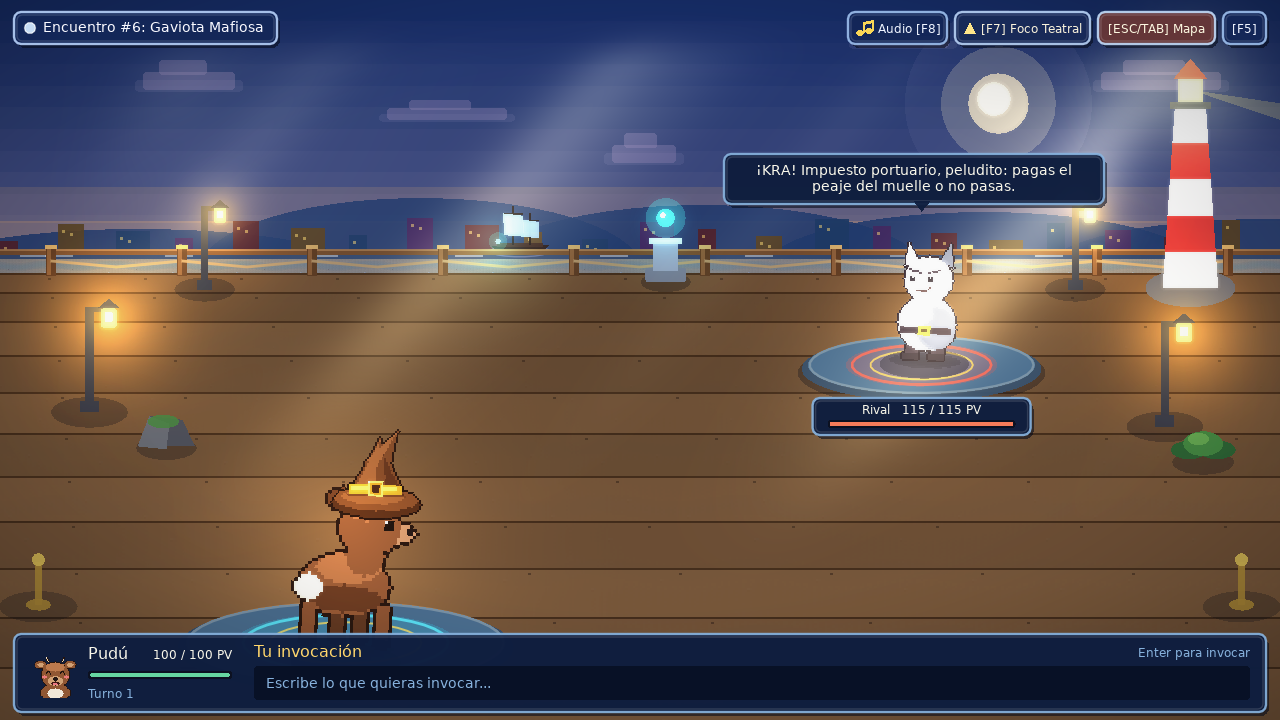 Encuentro #6: Gaviota Mafiosa
Audio [F8]
[F7] Foco Teatral
[ESC/TAB] Mapa
[F5]
¡KRA! Impuesto portuario, peludito: pagas el
peaje del muelle o no pasas.
Rival 115 / 115 PV
Pudú 100 / 100 PV
Turno 1
Tu invocación
Enter para invocar
Escribe lo que quieras invocar...